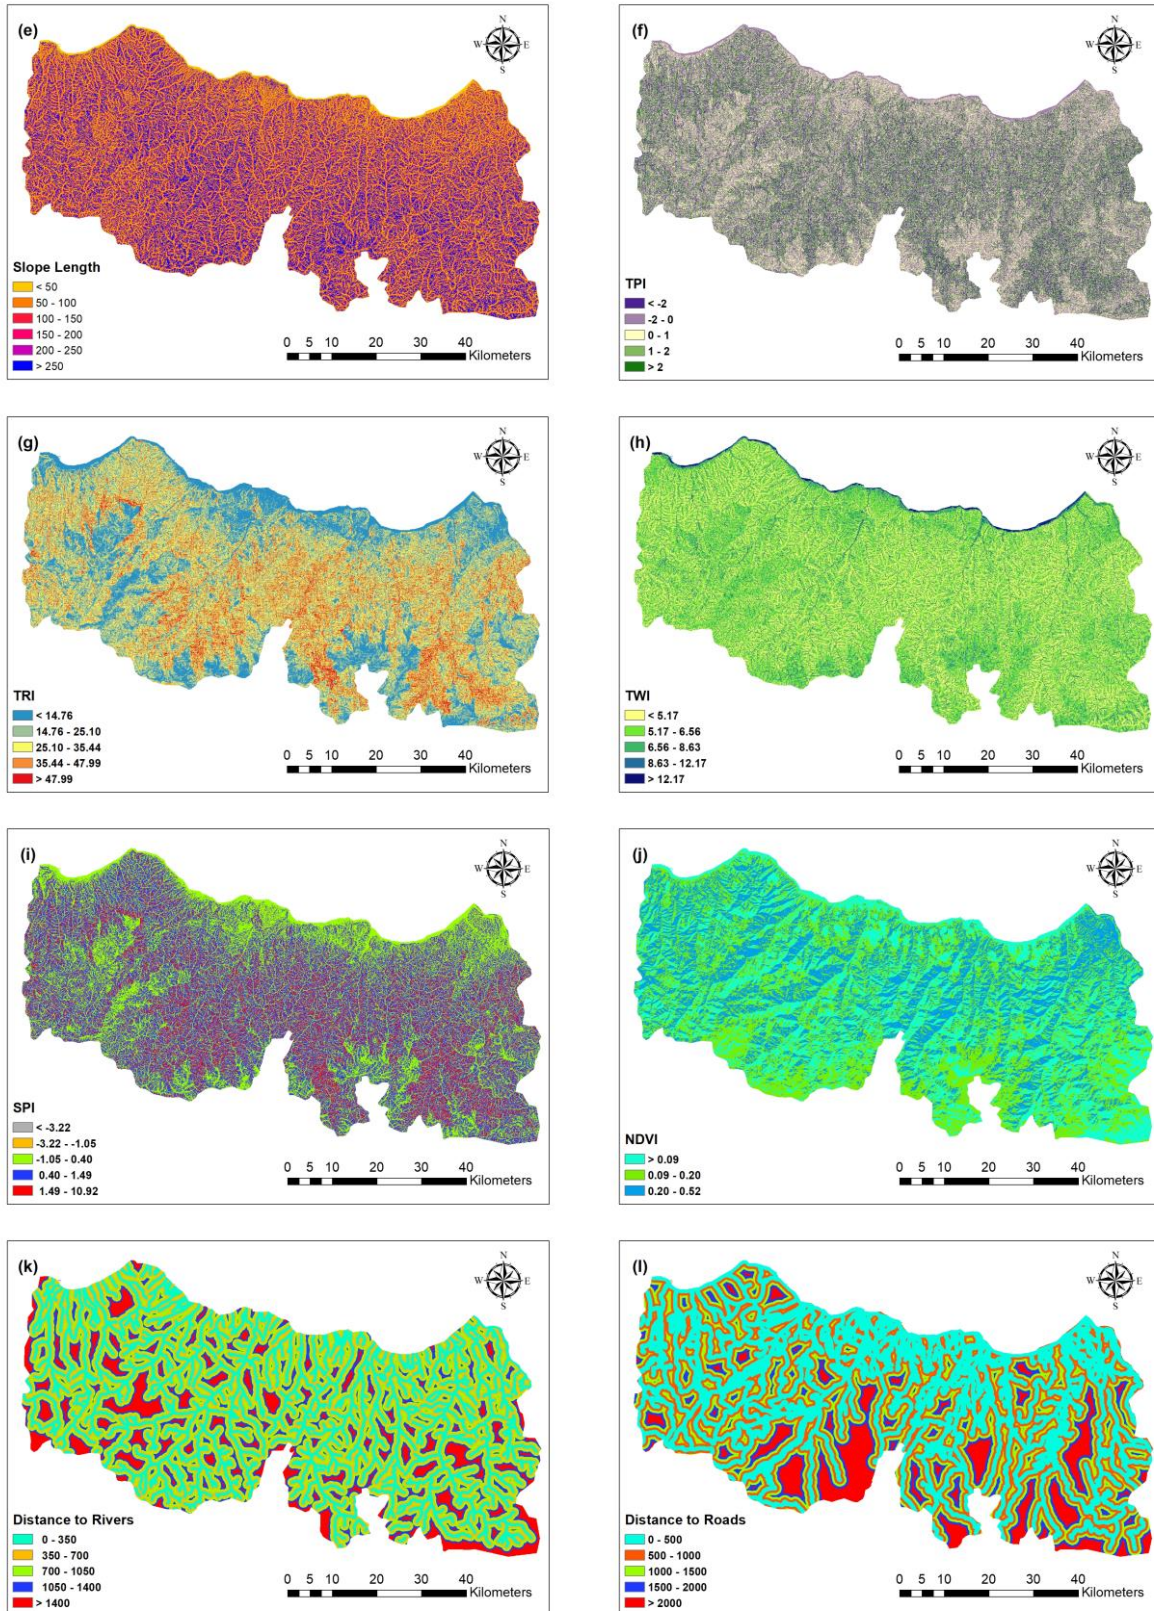 (e)
N
W E
S
Slope Length
< 50
50 - 100
100 - 150
150 - 200
200 - 250
> 250
0 5 10 20 30 40
Kilometers
(f)
N
W E
S
TPI
< -2
-2 - 0
0 - 1
1 - 2
> 2
0 5 10 20 30 40
Kilometers
(g)
N
W E
S
TRI
< 14.76
14.76 - 25.10
25.10 - 35.44
35.44 - 47.99
> 47.99
0 5 10 20 30 40
Kilometers
(h)
N
W E
S
TWI
< 5.17
5.17 - 6.56
6.56 - 8.63
8.63 - 12.17
> 12.17
0 5 10 20 30 40
Kilometers
(i)
N
W E
S
SPI
< -3.22
-3.22 - -1.05
-1.05 - 0.40
0.40 - 1.49
1.49 - 10.92
0 5 10 20 30 40
Kilometers
(j)
N
W E
S
NDVI
> 0.09
0.09 - 0.20
0.20 - 0.52
0 5 10 20 30 40
Kilometers
(k)
N
W E
S
Distance to Rivers
0 - 350
350 - 700
700 - 1050
1050 - 1400
> 1400
0 5 10 20 30 40
Kilometers
(l)
N
W E
S
Distance to Roads
0 - 500
500 - 1000
1000 - 1500
1500 - 2000
> 2000
0 5 10 20 30 40
Kilometers